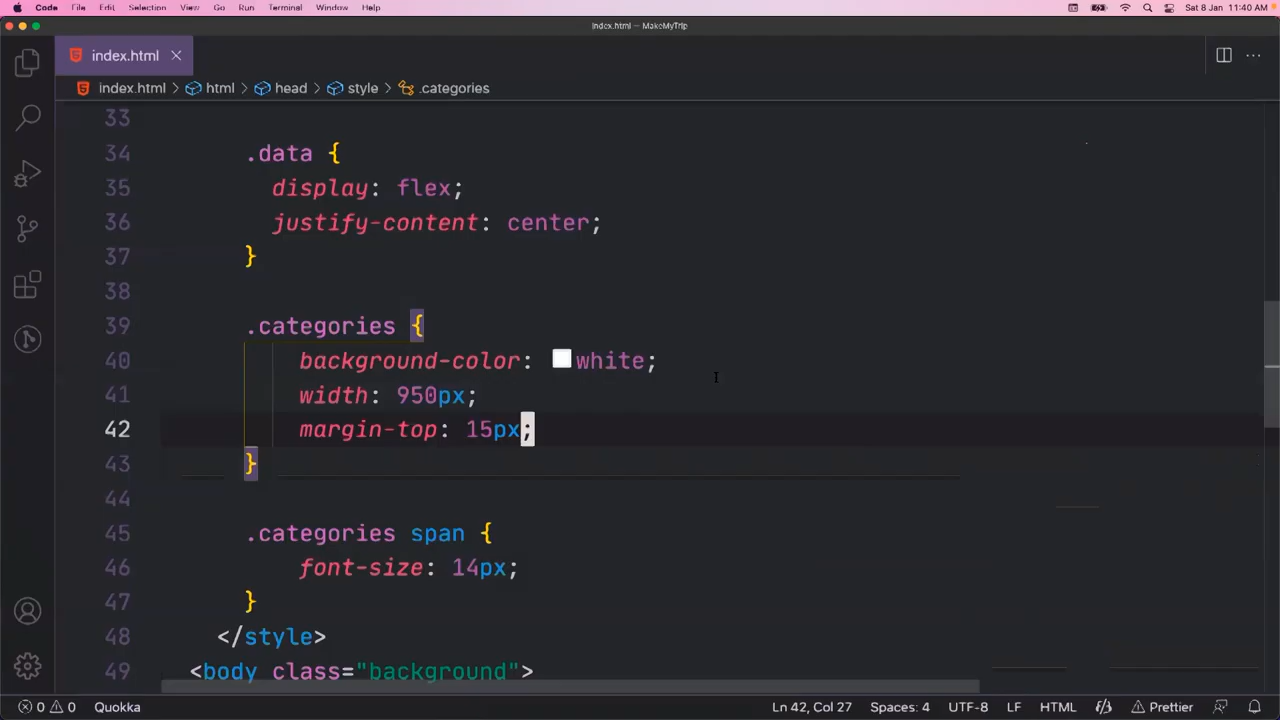 Code File Edit Selection View Go Run Terminal Window Help Sat 8 Jan 11:40 AM
index.html — MakeMyTrip
index.html
index.html > html > head > style > .categories
33
34 .data {
35 display: flex;
36 justify-content: center;
37 }
38
39 .categories {
40 background-color: white;
41 width: 950px;
42 margin-top: 15px;
43 }
44
45 .categories span {
46 font-size: 14px;
47 }
48 </style>
49 <body class="background">
0 0 Quokka Ln 42, Col 27 Spaces: 4 UTF-8 LF HTML Prettier